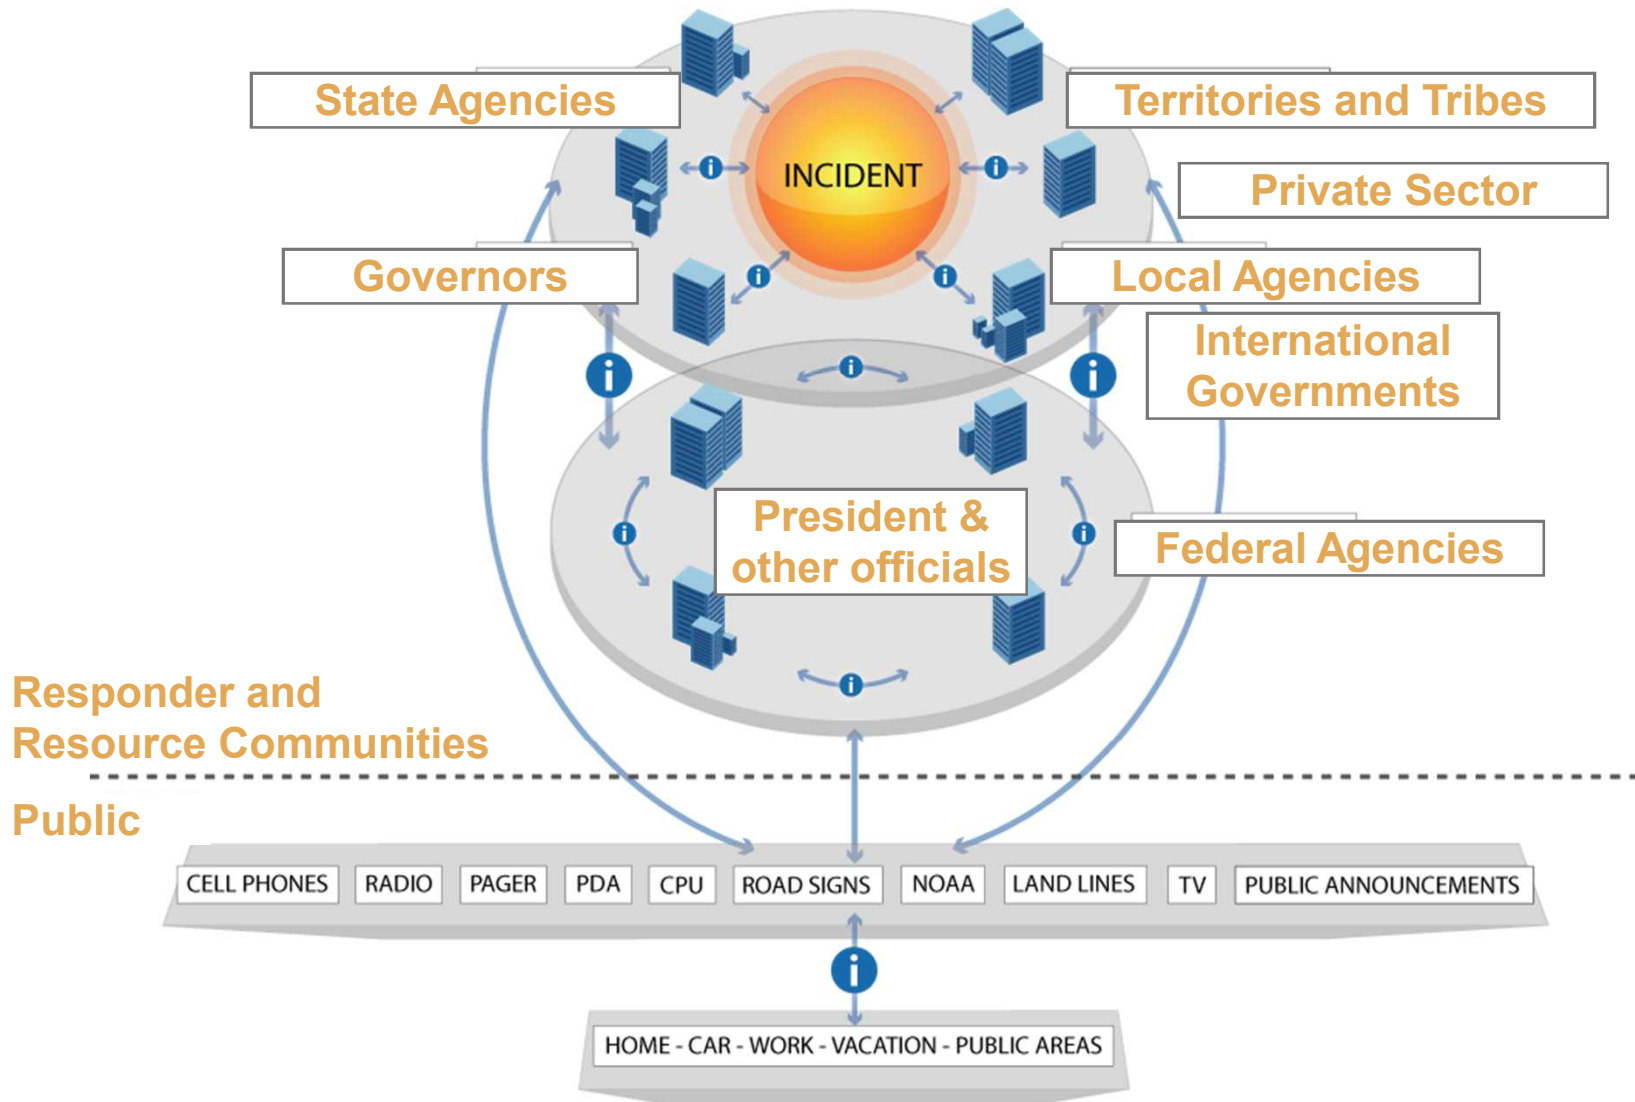 State Agencies
Territories and Tribes
INCIDENT
Private Sector
Governors
Local Agencies
International
Governments
President &
other officials
Federal Agencies
Responder and
Resource Communities
Public
CELL PHONES
RADIO
PAGER
PDA
CPU
ROAD SIGNS
NOAA
LAND LINES
TV
PUBLIC ANNOUNCEMENTS
HOME - CAR - WORK - VACATION - PUBLIC AREAS